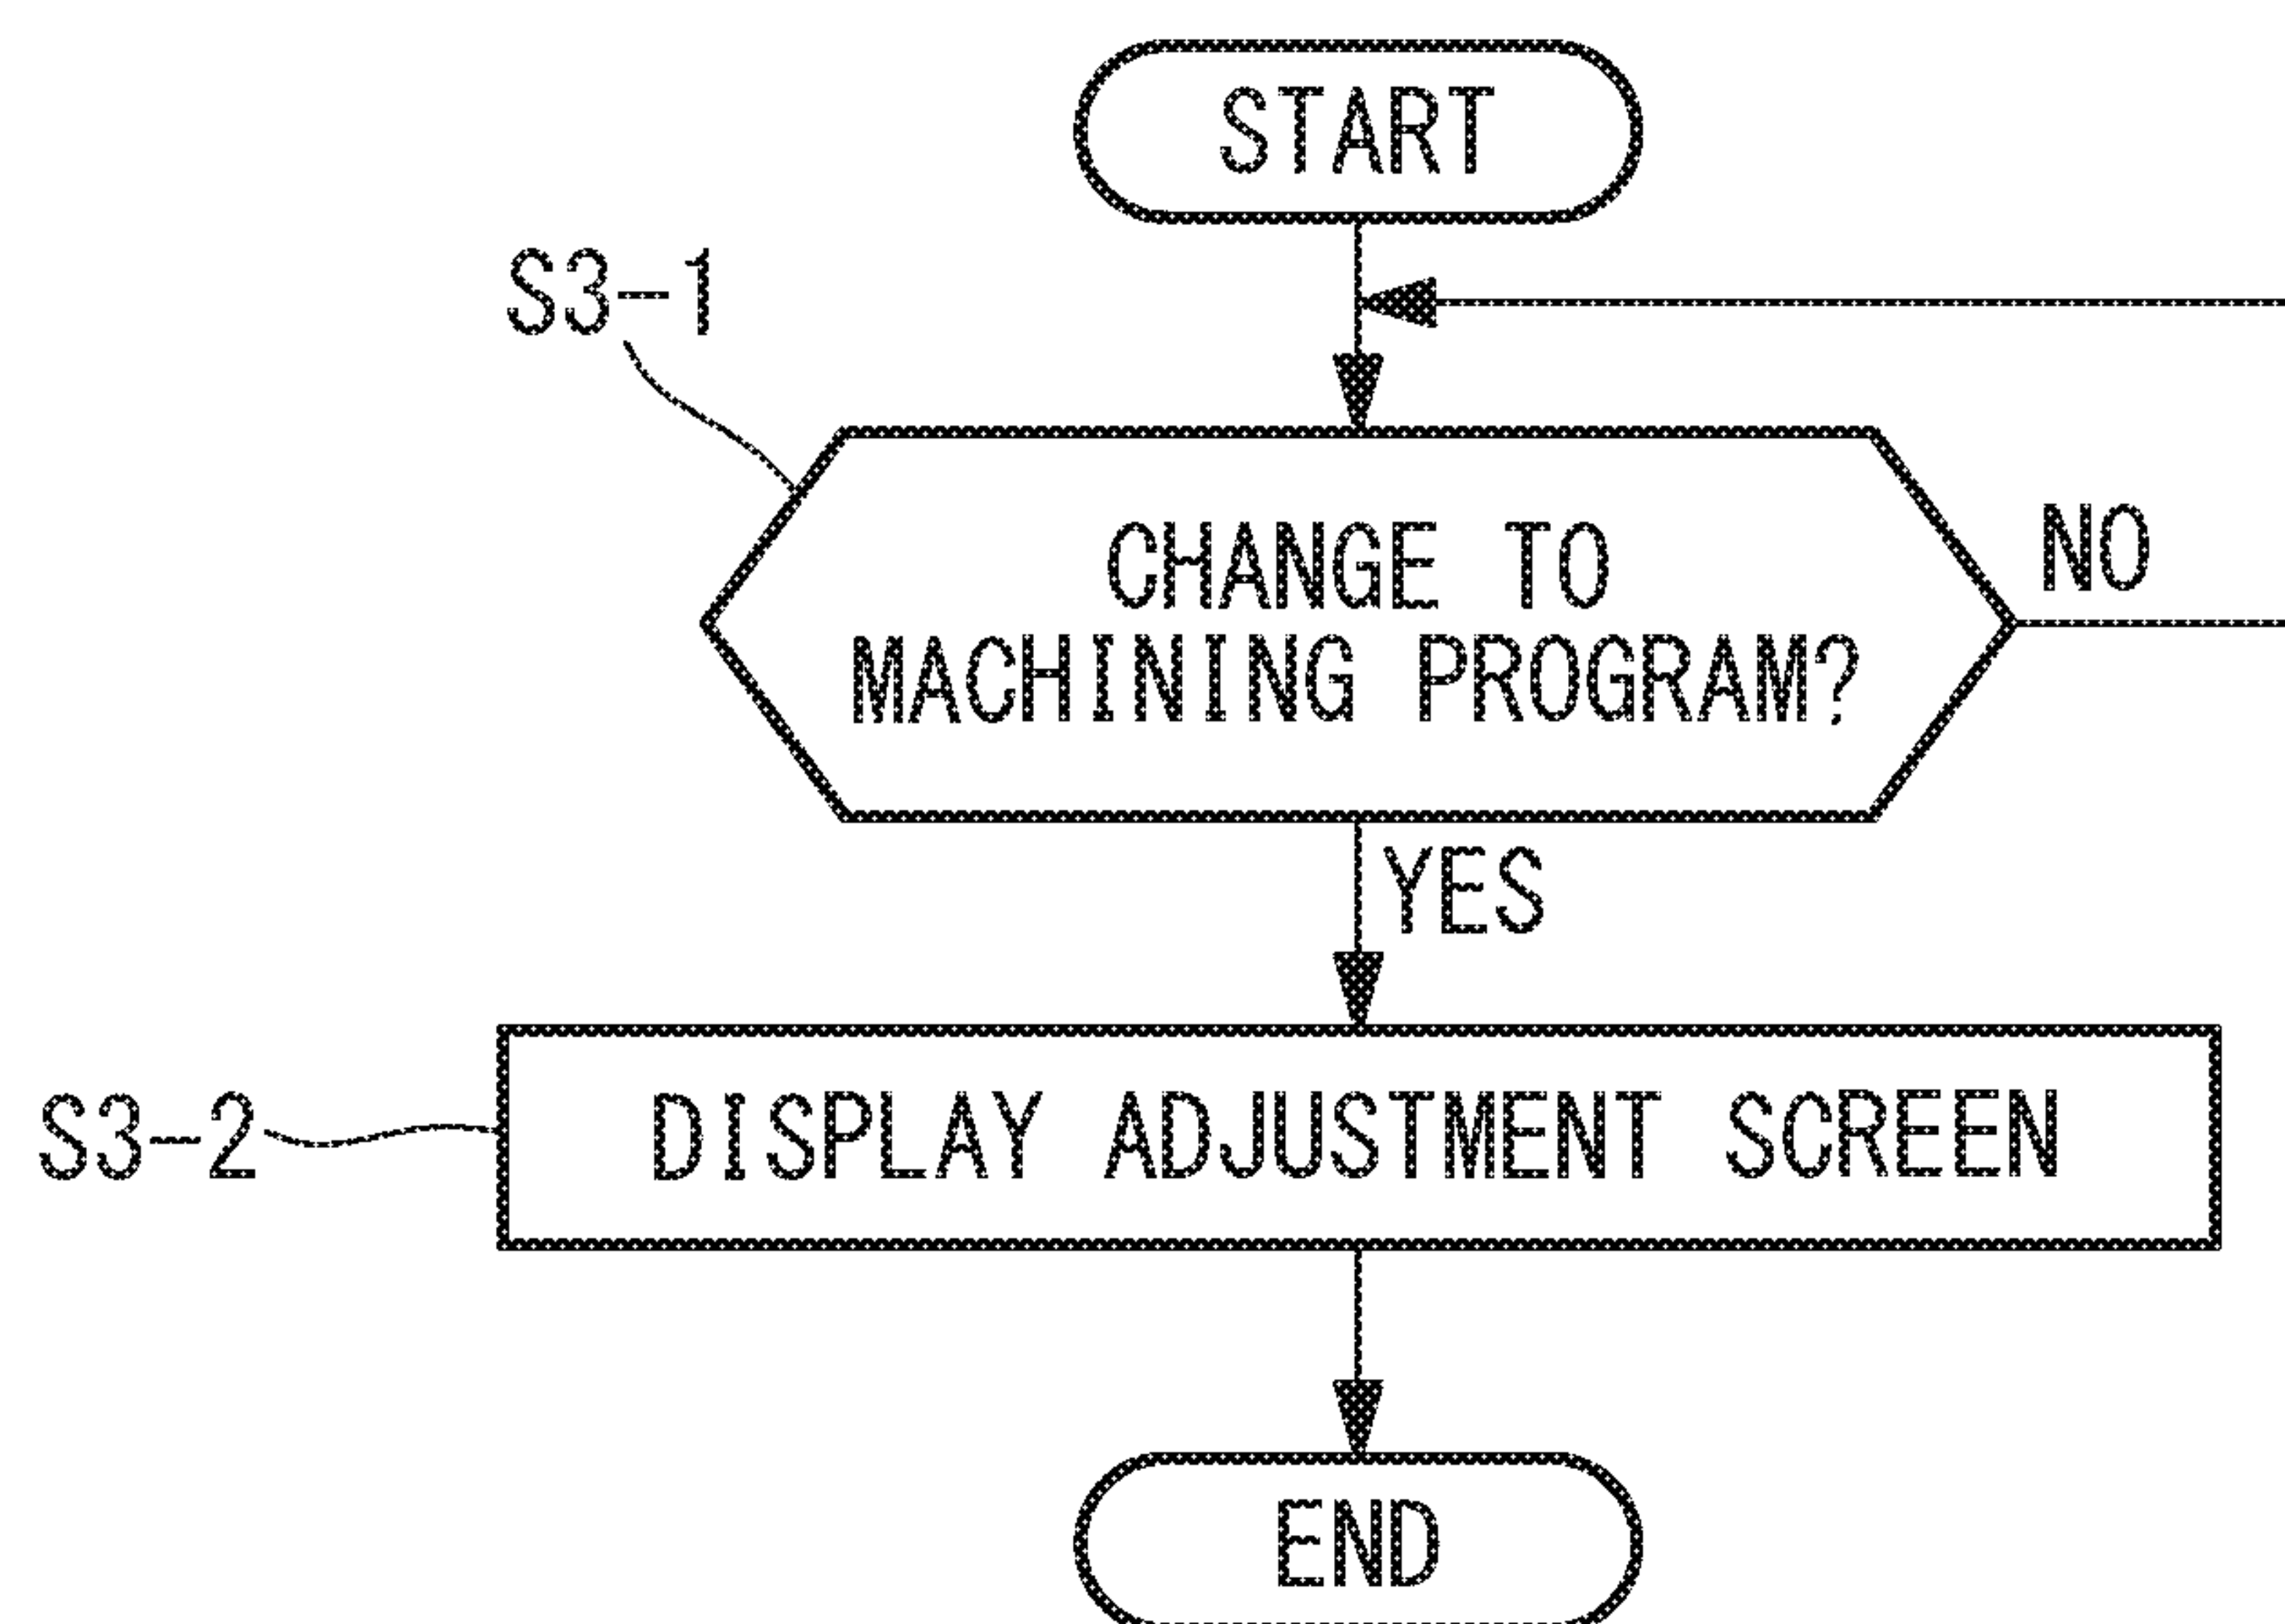 START
S3-1
CHANGE TO
MACHINING PROGRAM?
NO
YES
S3-2
DISPLAY ADJUSTMENT SCREEN
END